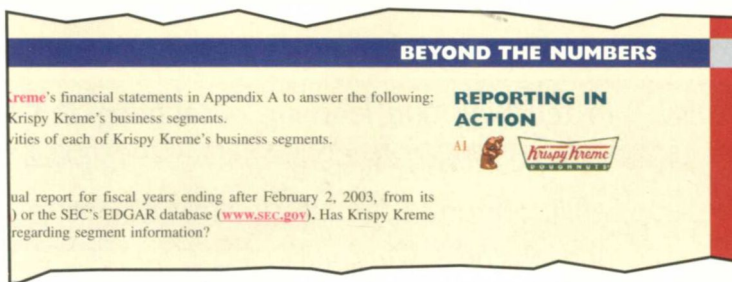 BEYOND THE NUMBERS
Kreme's financial statements in Appendix A to answer the following:
Krispy Kreme's business segments.
vities of each of Krispy Kreme's business segments.
ual report for fiscal years ending after February 2, 2003, from its
) or the SEC's EDGAR database (www.sec.gov). Has Krispy Kreme
regarding segment information?
REPORTING IN
ACTION
A1
Krispy Kreme
DOUGHNUTS